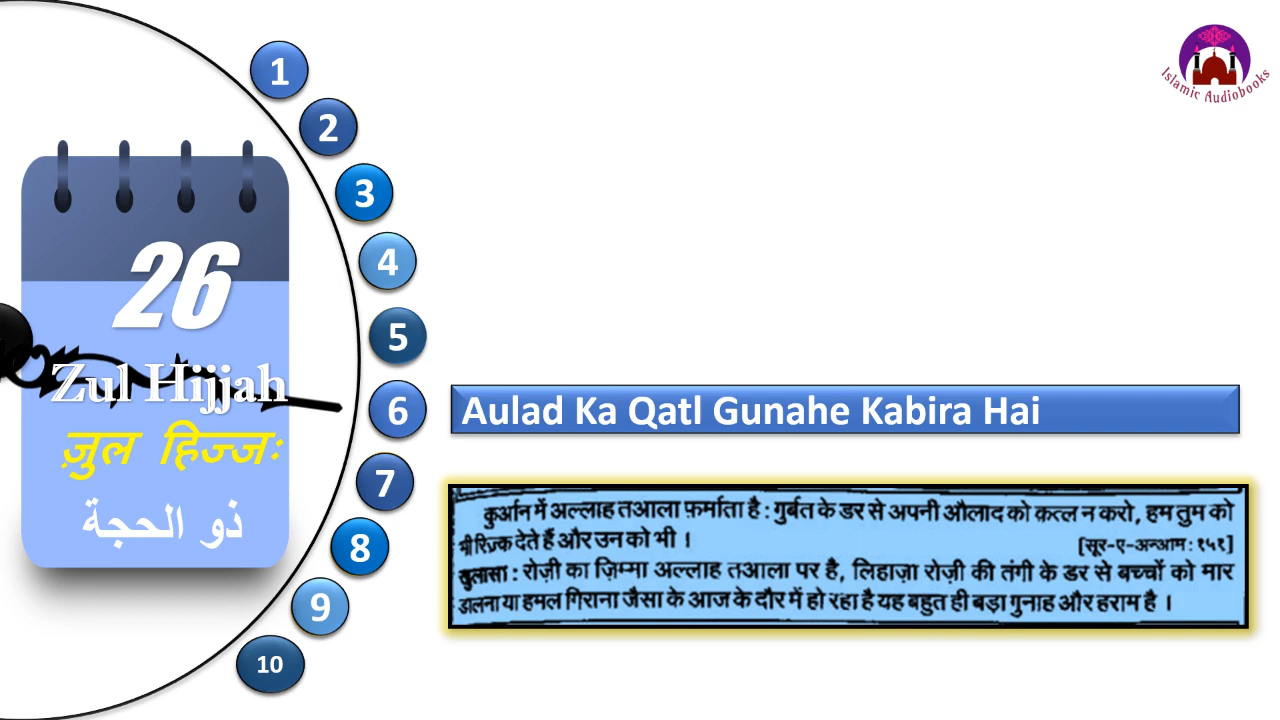 Islamic Audiobooks
1
2
3
4
5
6
7
8
9
10
26
Zul Hijjah
ज़ुल हिज्जः
ذو الحجة
Aulad Ka Qatl Gunahe Kabira Hai
कुर्आन में अल्लाह तआला फ़र्माता है : गुर्बत के डर से अपनी औलाद को क़त्ल न करो, हम तुम को
भी रिज़्क देते हैं और उन को भी ।
[सूर-ए-अन्आम : १५१]
खुलासा : रोज़ी का ज़िम्मा अल्लाह तआला पर है, लिहाज़ा रोज़ी की तंगी के डर से बच्चों को मार
डालना या हमल गिराना जैसा के आज के दौर में हो रहा है यह बहुत ही बड़ा गुनाह और हराम है ।